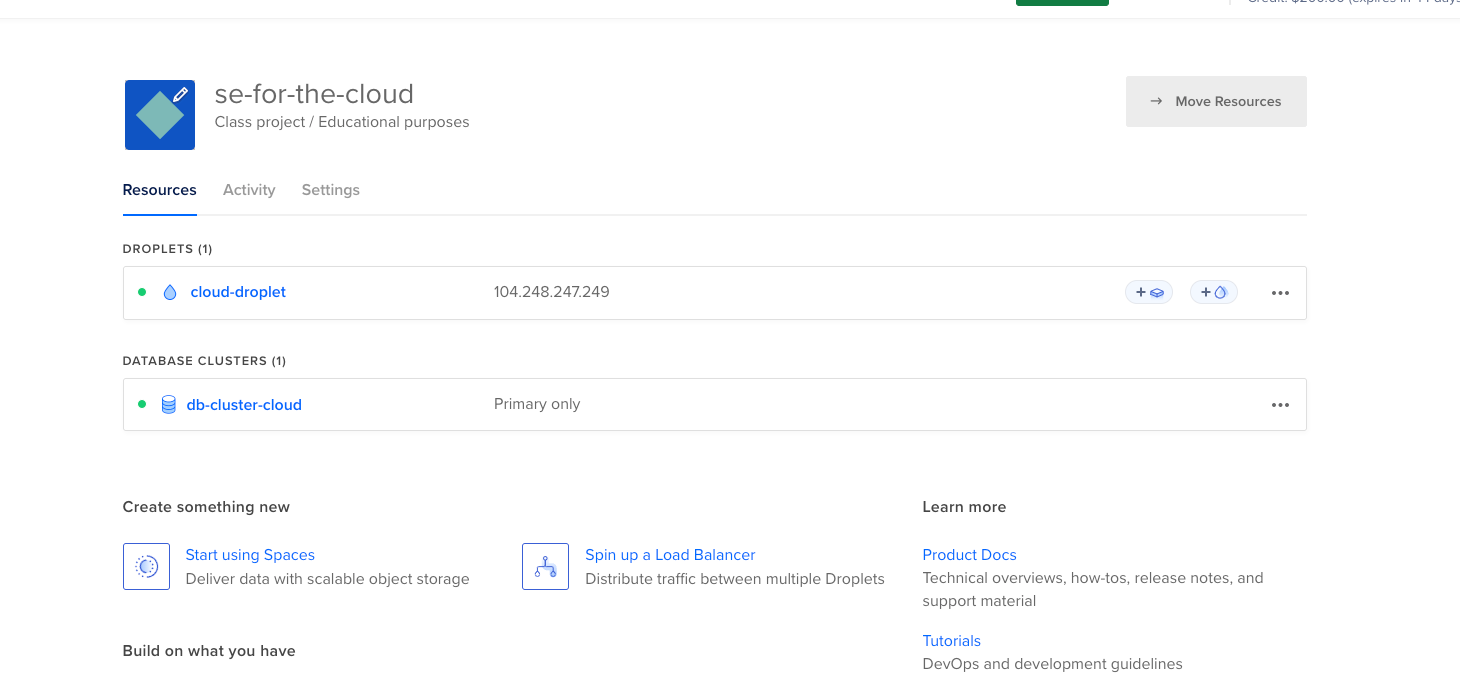 Credit: $200.00 (expires in
se-for-the-cloud
Class project / Educational purposes
→ Move Resources
Resources Activity Settings
DROPLETS (1)
cloud-droplet 104.248.247.249
DATABASE CLUSTERS (1)
db-cluster-cloud Primary only
Create something new
Start using Spaces
Deliver data with scalable object storage
Spin up a Load Balancer
Distribute traffic between multiple Droplets
Build on what you have
Learn more
Product Docs
Technical overviews, how-tos, release notes, and
support material
Tutorials
DevOps and development guidelines